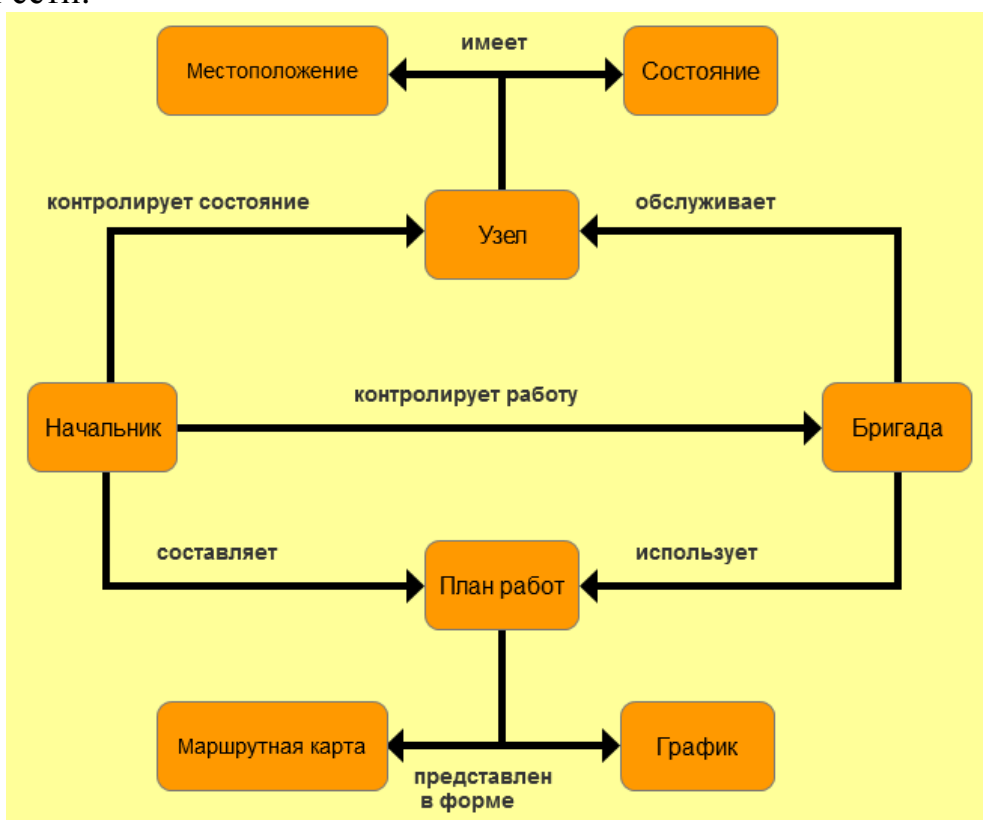 имеет
Местоположение
Состояние
контролирует состояние
обслуживает
Узел
контролирует работу
Начальник
Бригада
составляет
использует
План работ
Маршрутная карта
График
представлен
в форме